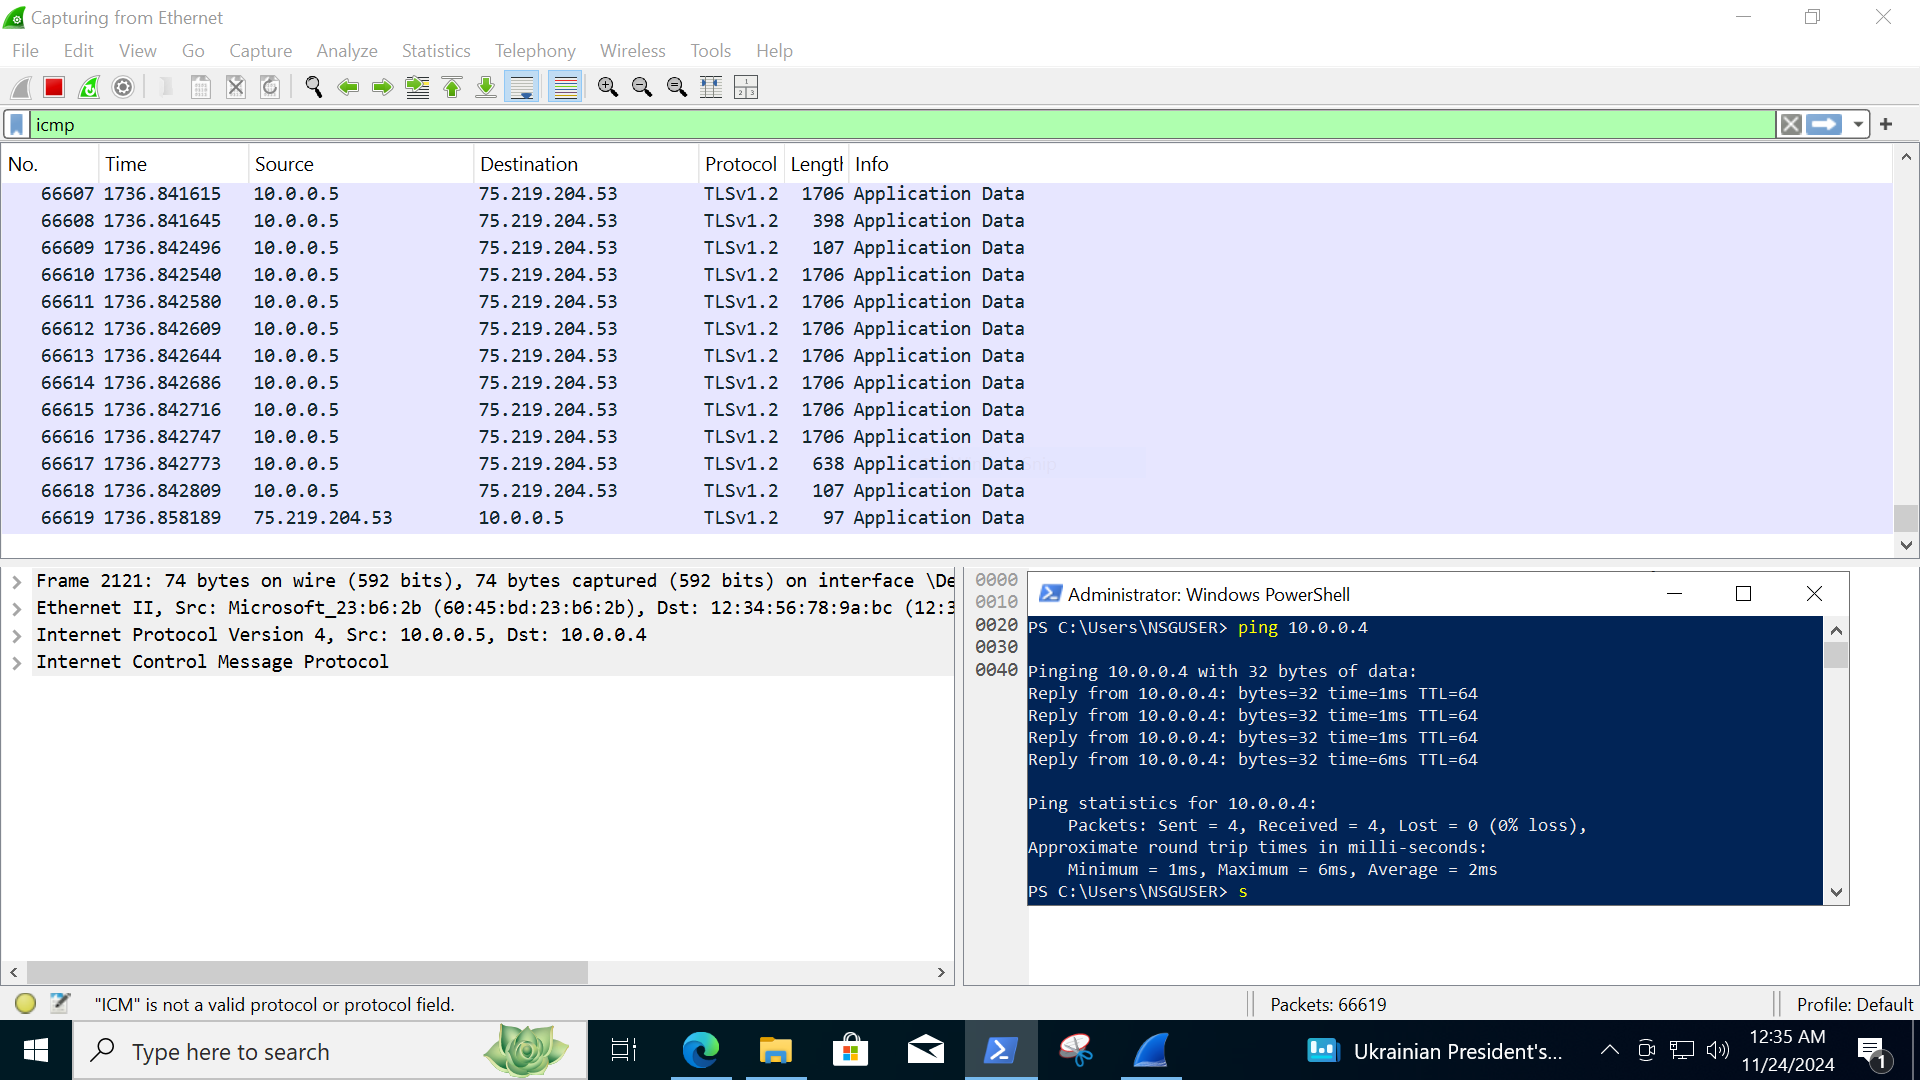 Capturing from Ethernet
File Edit View Go Capture Analyze Statistics Telephony Wireless Tools Help
icmp
No. Time Source Destination Protocol Lengtl Info
66607 1736.841615 10.0.0.5 75.219.204.53 TLSv1.2 1706 Application Data
66608 1736.841645 10.0.0.5 75.219.204.53 TLSv1.2 398 Application Data
66609 1736.842496 10.0.0.5 75.219.204.53 TLSv1.2 107 Application Data
66610 1736.842540 10.0.0.5 75.219.204.53 TLSv1.2 1706 Application Data
66611 1736.842580 10.0.0.5 75.219.204.53 TLSv1.2 1706 Application Data
66612 1736.842609 10.0.0.5 75.219.204.53 TLSv1.2 1706 Application Data
66613 1736.842644 10.0.0.5 75.219.204.53 TLSv1.2 1706 Application Data
66614 1736.842686 10.0.0.5 75.219.204.53 TLSv1.2 1706 Application Data
66615 1736.842716 10.0.0.5 75.219.204.53 TLSv1.2 1706 Application Data
66616 1736.842747 10.0.0.5 75.219.204.53 TLSv1.2 1706 Application Data
66617 1736.842773 10.0.0.5 75.219.204.53 TLSv1.2 638 Application Data
66618 1736.842809 10.0.0.5 75.219.204.53 TLSv1.2 107 Application Data
66619 1736.858189 75.219.204.53 10.0.0.5 TLSv1.2 97 Application Data
Frame 2121: 74 bytes on wire (592 bits), 74 bytes captured (592 bits) on interface \De
Ethernet II, Src: Microsoft_23:b6:2b (60:45:bd:23:b6:2b), Dst: 12:34:56:78:9a:bc (12:3
Internet Protocol Version 4, Src: 10.0.0.5, Dst: 10.0.0.4
Internet Control Message Protocol
0000
0010
0020
0030
0040
Administrator: Windows PowerShell
PS C:\Users\NSGUSER> ping 10.0.0.4
Pinging 10.0.0.4 with 32 bytes of data:
Reply from 10.0.0.4: bytes=32 time=1ms TTL=64
Reply from 10.0.0.4: bytes=32 time=1ms TTL=64
Reply from 10.0.0.4: bytes=32 time=1ms TTL=64
Reply from 10.0.0.4: bytes=32 time=6ms TTL=64
Ping statistics for 10.0.0.4:
Packets: Sent = 4, Received = 4, Lost = 0 (0% loss),
Approximate round trip times in milli-seconds:
Minimum = 1ms, Maximum = 6ms, Average = 2ms
PS C:\Users\NSGUSER> s
"ICM" is not a valid protocol or protocol field.
Packets: 66619
Profile: Default
Type here to search
Ukrainian President's...
12:35 AM
11/24/2024
1